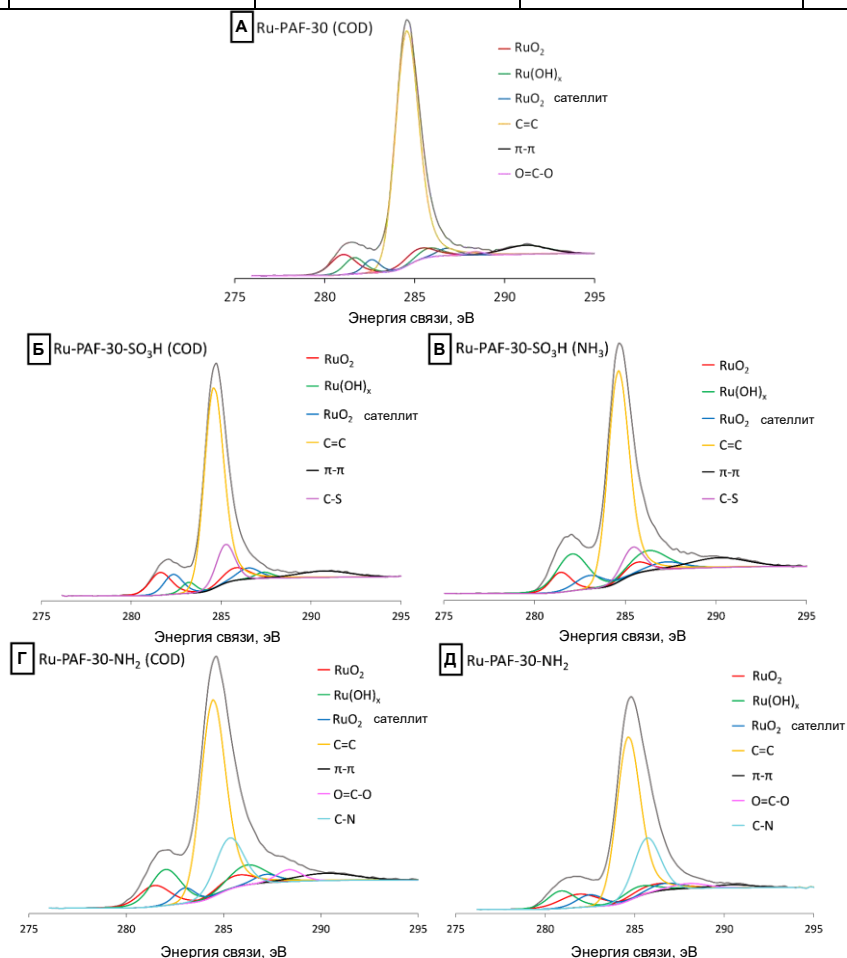 А Ru-PAF-30 (COD)
RuO₂
Ru(OH)ₓ
RuO₂ сателлит
C=C
π-π
O=C-O
275 280 285 290 295
Энергия связи, эВ
Б Ru-PAF-30-SO₃H (COD)
RuO₂
Ru(OH)ₓ
RuO₂ сателлит
C=C
π-π
C-S
275 280 285 290 295
Энергия связи, эВ
В Ru-PAF-30-SO₃H (NH₃)
RuO₂
Ru(OH)ₓ
RuO₂ сателлит
C=C
π-π
C-S
275 280 285 290 295
Энергия связи, эВ
Г Ru-PAF-30-NH₂ (COD)
RuO₂
Ru(OH)ₓ
RuO₂ сателлит
C=C
π-π
O=C-O
C-N
275 280 285 290 295
Энергия связи, эВ
Д Ru-PAF-30-NH₂
RuO₂
Ru(OH)ₓ
RuO₂ сателлит
C=C
π-π
O=C-O
C-N
275 280 285 290 295
Энергия связи, эВ